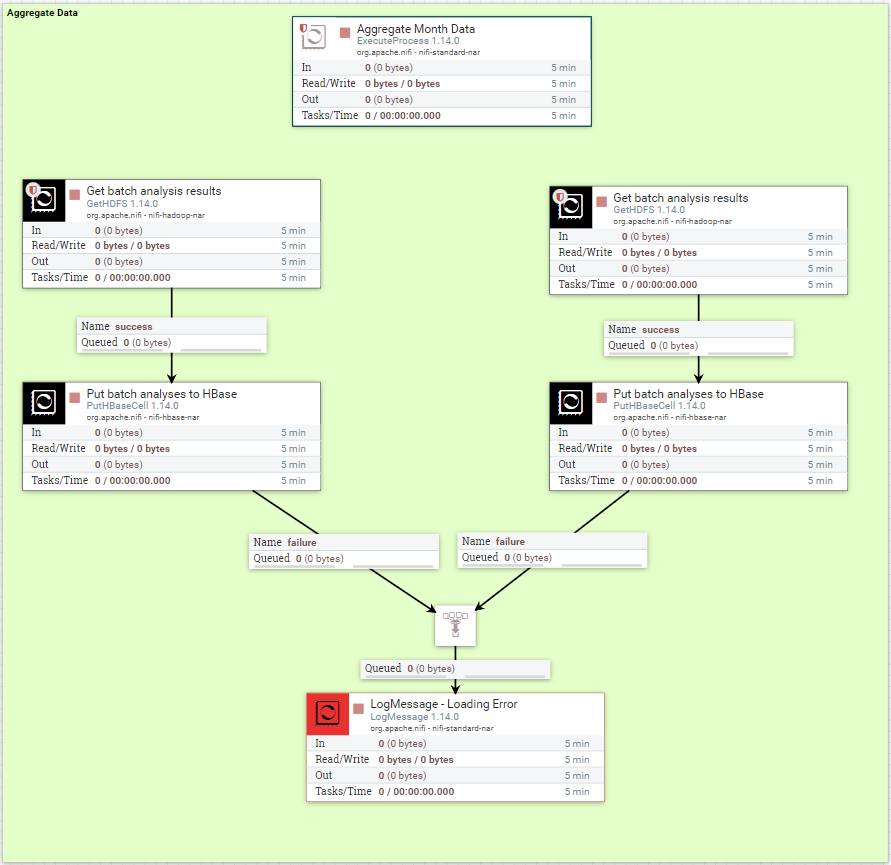 Aggregate Data
Aggregate Month Data
ExecuteProcess 1.14.0
org.apache.nifi - nifi-standard-nar
In 0 (0 bytes) 5 min
Read/Write 0 bytes / 0 bytes 5 min
Out 0 (0 bytes) 5 min
Tasks/Time 0 / 00:00:00.000 5 min
Get batch analysis results
GetHDFS 1.14.0
org.apache.nifi - nifi-hadoop-nar
In 0 (0 bytes) 5 min
Read/Write 0 bytes / 0 bytes 5 min
Out 0 (0 bytes) 5 min
Tasks/Time 0 / 00:00:00.000 5 min
Get batch analysis results
GetHDFS 1.14.0
org.apache.nifi - nifi-hadoop-nar
In 0 (0 bytes) 5 min
Read/Write 0 bytes / 0 bytes 5 min
Out 0 (0 bytes) 5 min
Tasks/Time 0 / 00:00:00.000 5 min
Name success
Queued 0 (0 bytes)
Name success
Queued 0 (0 bytes)
Put batch analyses to HBase
PutHBaseCell 1.14.0
org.apache.nifi - nifi-hbase-nar
In 0 (0 bytes) 5 min
Read/Write 0 bytes / 0 bytes 5 min
Out 0 (0 bytes) 5 min
Tasks/Time 0 / 00:00:00.000 5 min
Put batch analyses to HBase
PutHBaseCell 1.14.0
org.apache.nifi - nifi-hbase-nar
In 0 (0 bytes) 5 min
Read/Write 0 bytes / 0 bytes 5 min
Out 0 (0 bytes) 5 min
Tasks/Time 0 / 00:00:00.000 5 min
Name failure
Queued 0 (0 bytes)
Name failure
Queued 0 (0 bytes)
Queued 0 (0 bytes)
LogMessage - Loading Error
LogMessage 1.14.0
org.apache.nifi - nifi-standard-nar
In 0 (0 bytes) 5 min
Read/Write 0 bytes / 0 bytes 5 min
Out 0 (0 bytes) 5 min
Tasks/Time 0 / 00:00:00.000 5 min